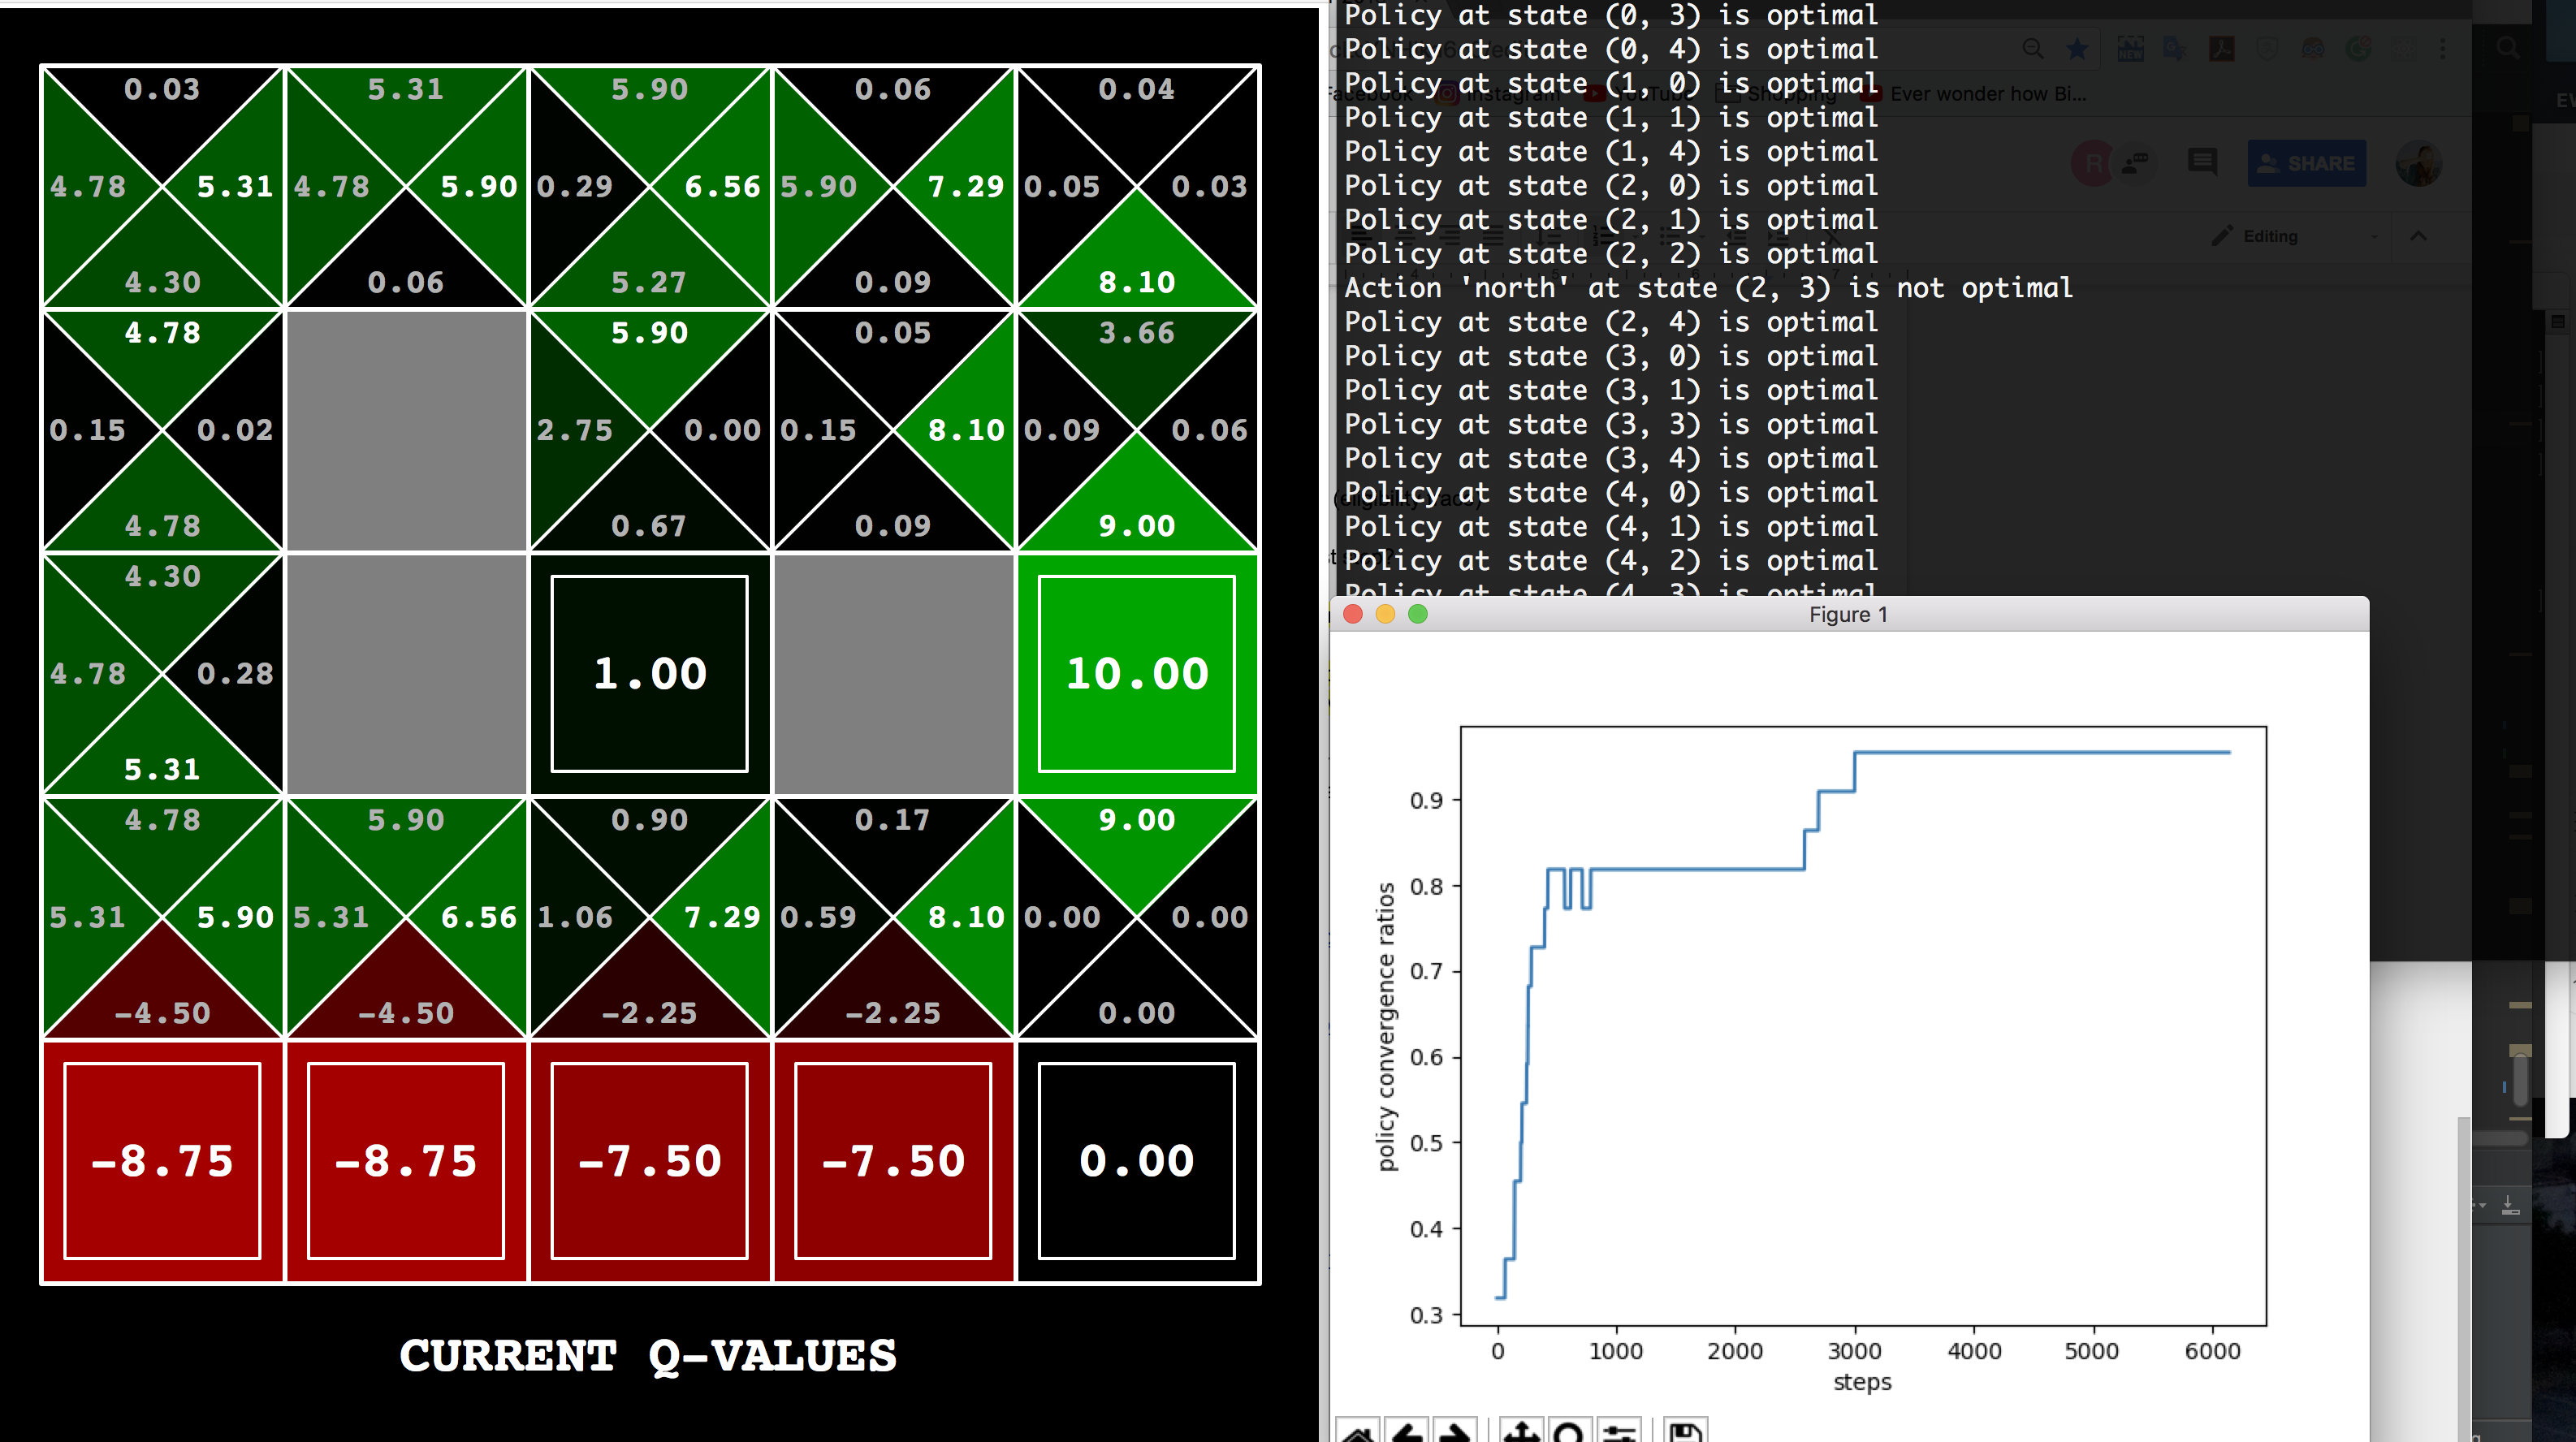 0.03 5.31 5.90 0.06 0.04
4.78 5.31 4.78 5.90 0.29 6.56 5.90 7.29 0.05 0.03
4.30 0.06 5.27 0.09 8.10
4.78 5.90 0.05 3.66
0.15 0.02 2.75 0.00 0.15 8.10 0.09 0.06
4.78 0.67 0.09 9.00
4.30
4.78 0.28 1.00 10.00
5.31
4.78 5.90 0.90 0.17 9.00
5.31 5.90 5.31 6.56 1.06 7.29 0.59 8.10 0.00 0.00
-4.50 -4.50 -2.25 -2.25 0.00
-8.75 -8.75 -7.50 -7.50 0.00
CURRENT Q-VALUES
Policy at state (0, 3) is optimal
Policy at state (0, 4) is optimal
Policy at state (1, 0) is optimal
Policy at state (1, 1) is optimal
Policy at state (1, 4) is optimal
Policy at state (2, 0) is optimal
Policy at state (2, 1) is optimal
Policy at state (2, 2) is optimal
Action 'north' at state (2, 3) is not optimal
Policy at state (2, 4) is optimal
Policy at state (3, 0) is optimal
Policy at state (3, 1) is optimal
Policy at state (3, 3) is optimal
Policy at state (3, 4) is optimal
Policy at state (4, 0) is optimal
Policy at state (4, 1) is optimal
Policy at state (4, 2) is optimal
Policy at state (4, 3) is optimal
Facebook Instagram YouTube Shopping Ever wonder how Bi...
R SHARE
Editing
Figure 1
0.9
0.8
0.7
0.6
0.5
0.4
0.3
policy convergence ratios
0 1000 2000 3000 4000 5000 6000
steps